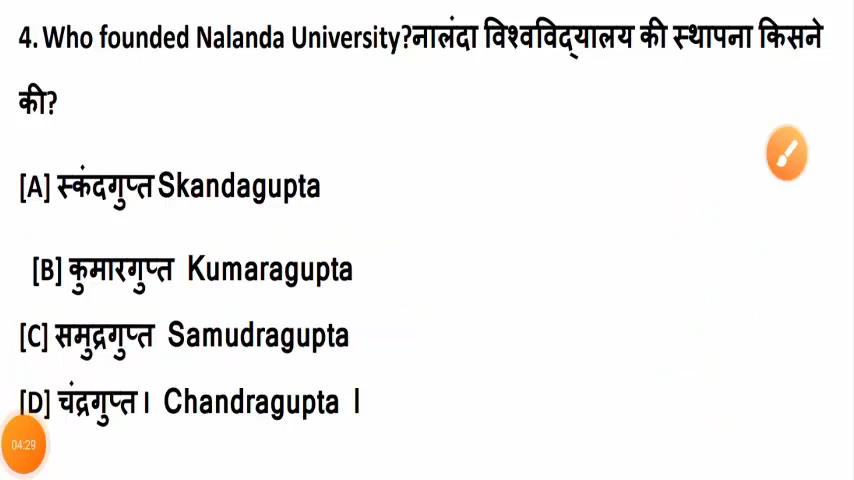 4. Who founded Nalanda University?नालंदा विश्वविद्यालय की स्थापना किसने
की?
[A] स्कंदगुप्त Skandagupta
[B] कुमारगुप्त Kumaragupta
[C] समुद्रगुप्त Samudragupta
[D] चंद्रगुप्त I Chandragupta I
04:29